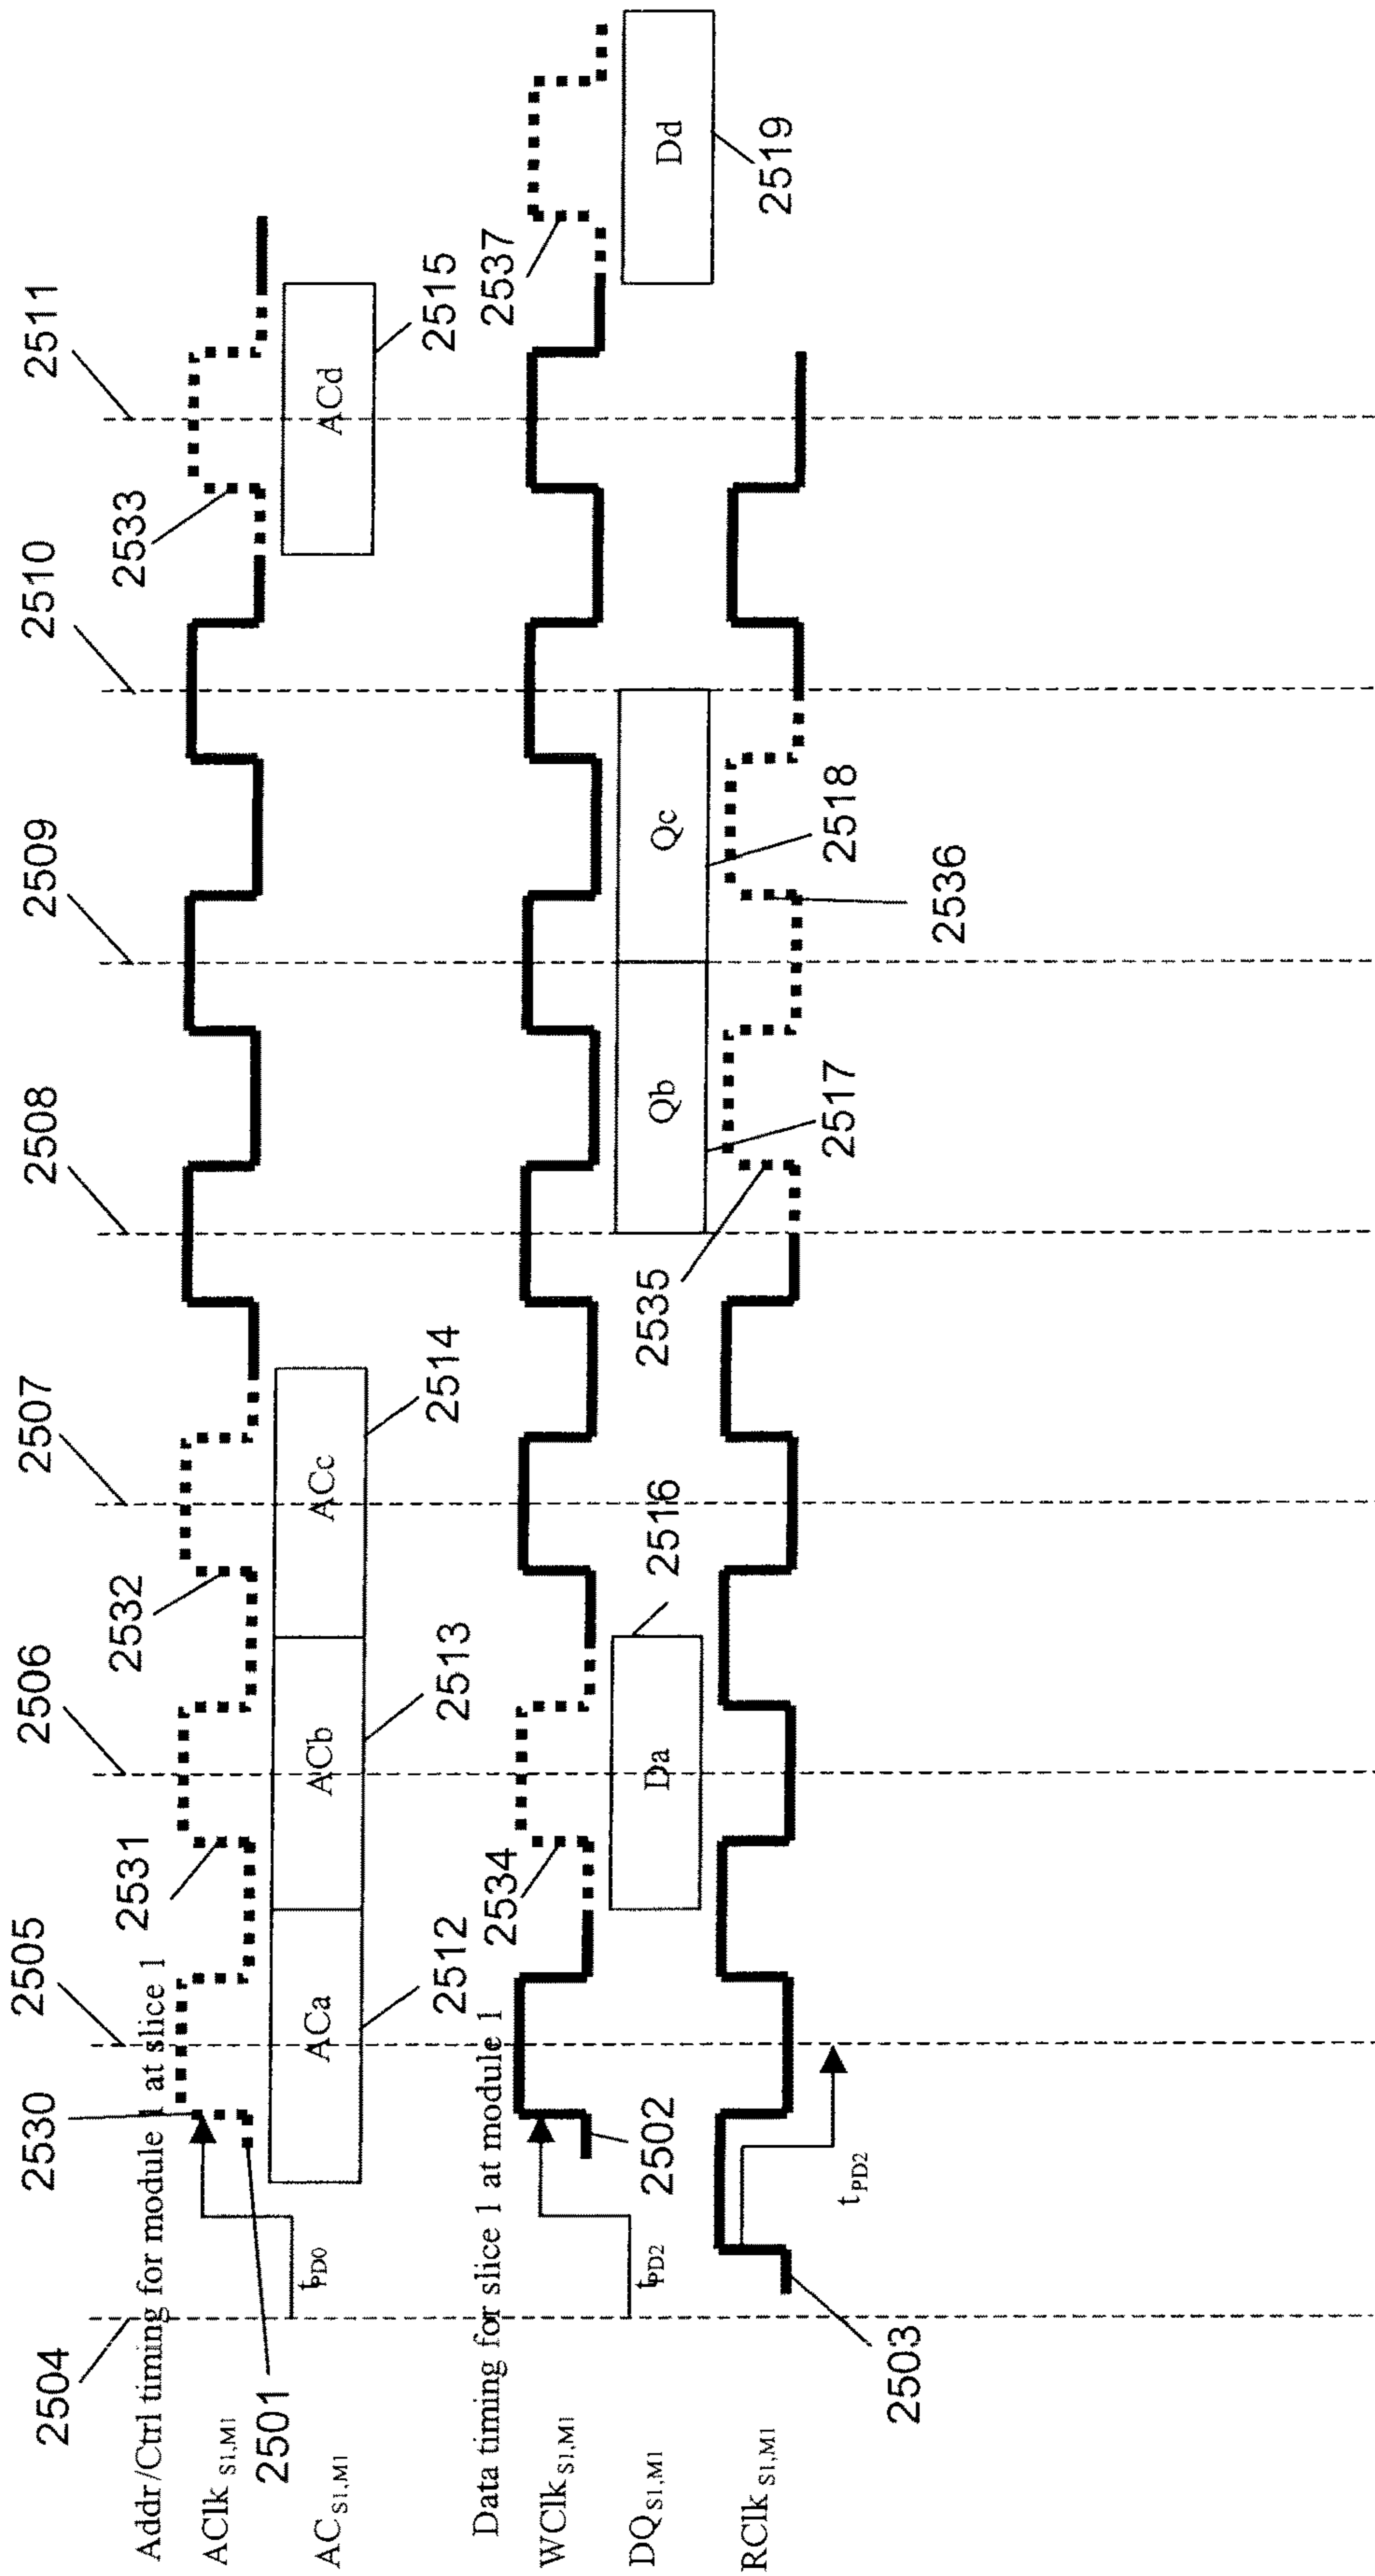 2504
2505
2506
2507
2508
2509
2510
2511
Addr/Ctrl timing for module 1 at slice 1
2530
2531
2532
2533
AClk S1,M1
2501
tPD0
AC S1,M1
ACa
ACb
ACc
ACd
2512
2513
2514
2515
Data timing for slice 1 at module 1
2534
2537
WClk S1,M1
2502
tPD2
DQ S1,M1
Da
Qb
Qc
Dd
2516
2535
2517
2518
2519
RClk S1,M1
2503
tPD2
2536